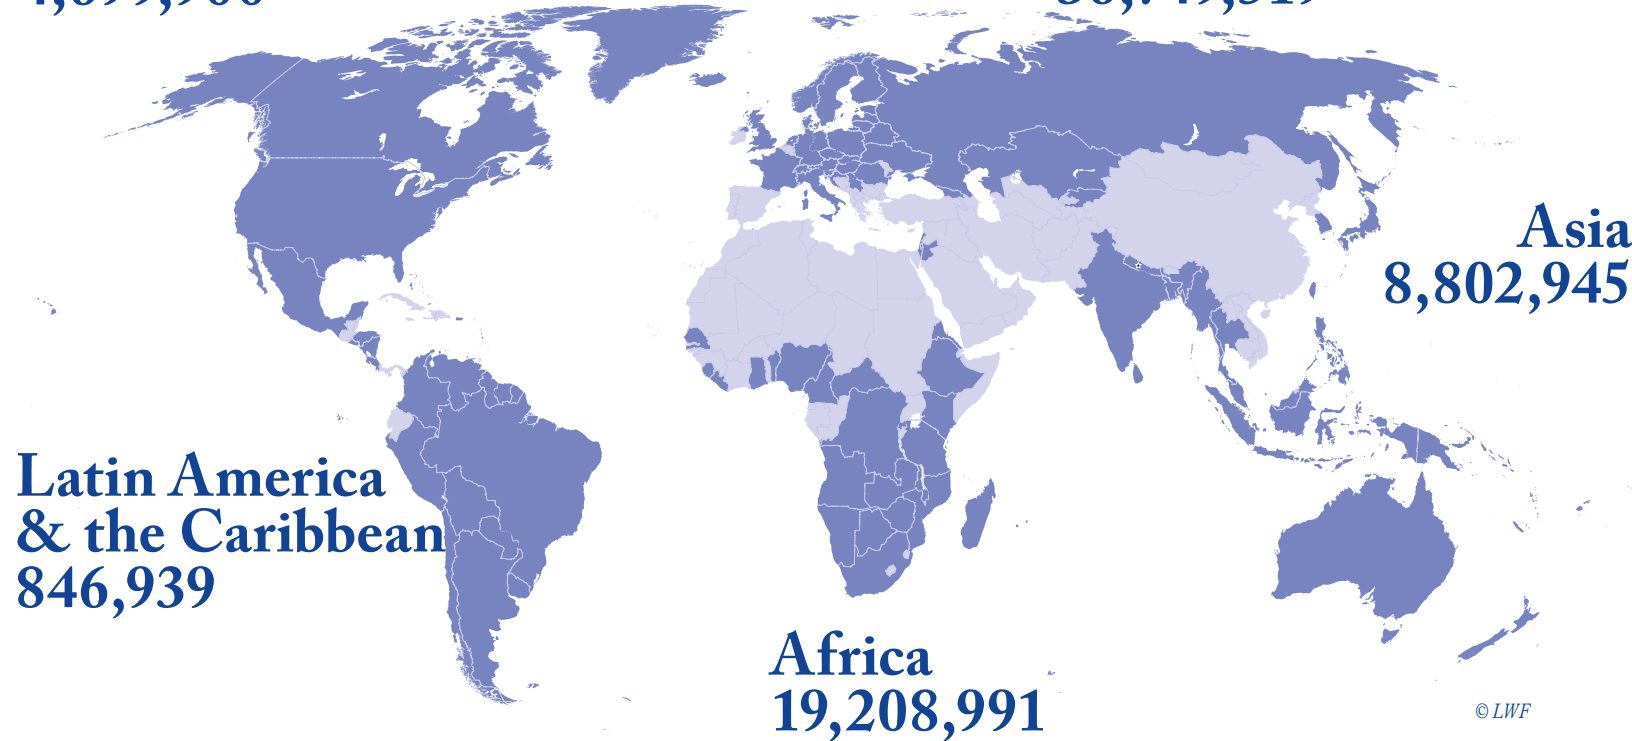 Asia
8,802,945
Latin America
& the Caribbean
846,939
Africa
19,208,991
© LWF